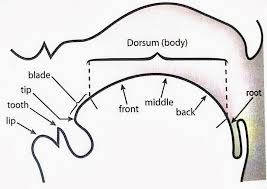 Dorsum (body)
blade
tip
tooth
lip
front
middle
back
root